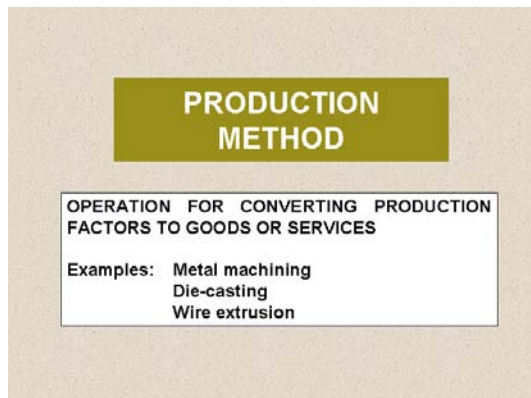 PRODUCTION
METHOD
OPERATION FOR CONVERTING PRODUCTION
FACTORS TO GOODS OR SERVICES
Examples: Metal machining
Die-casting
Wire extrusion